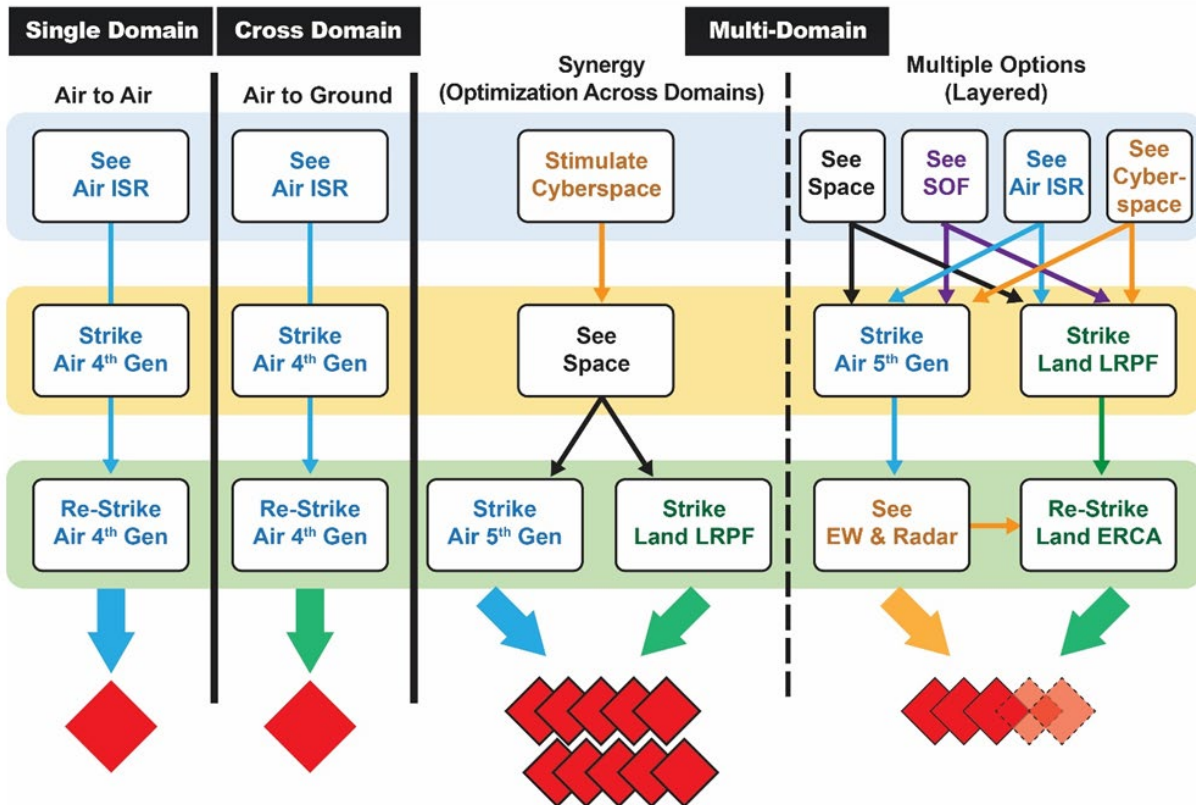 Single Domain
Cross Domain
Multi-Domain
Air to Air
Air to Ground
Synergy
(Optimization Across Domains)
Multiple Options
(Layered)
See
Air ISR
See
Air ISR
Stimulate
Cyberspace
See
Space
See
SOF
See
Air ISR
See
Cyber-
space
Strike
Air 4th Gen
Strike
Air 4th Gen
See
Space
Strike
Air 5th Gen
Strike
Land LRPF
Re-Strike
Air 4th Gen
Re-Strike
Air 4th Gen
Strike
Air 5th Gen
Strike
Land LRPF
See
EW & Radar
Re-Strike
Land ERCA